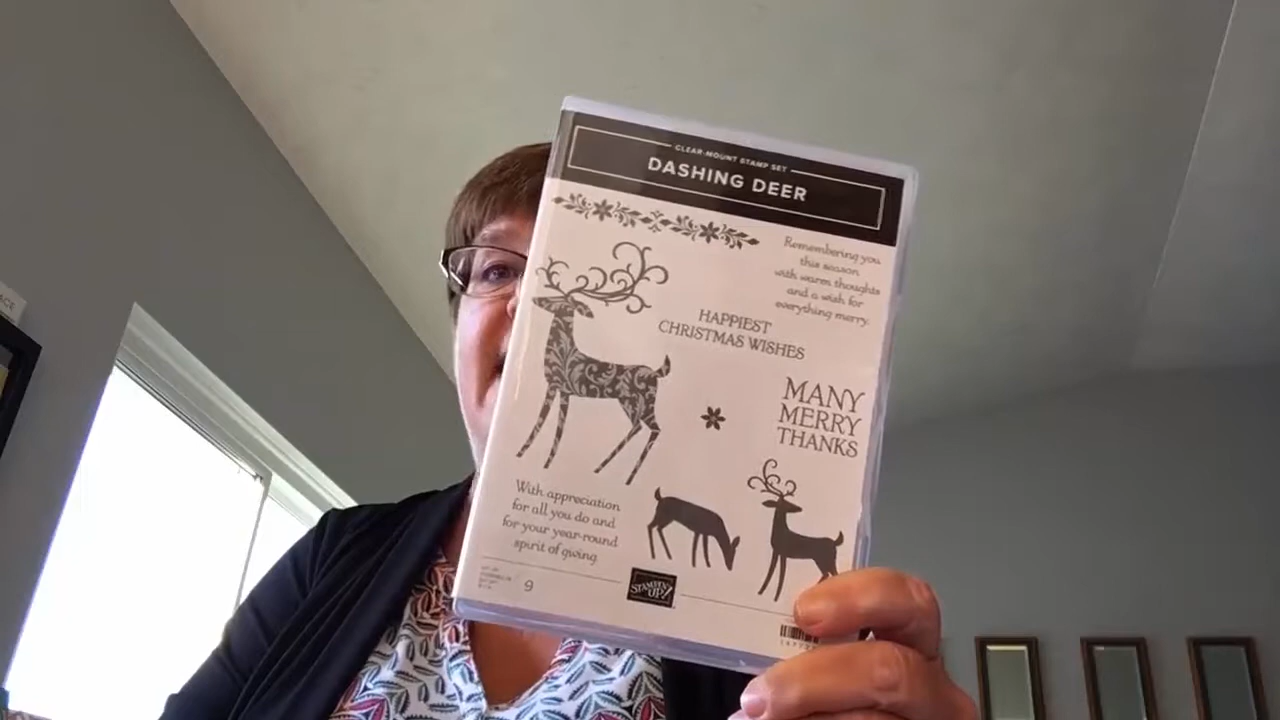 CLEAR-MOUNT STAMP SET
DASHING DEER
Remembering you
this season
with warm thoughts
and a wish for
everything merry.
HAPPIEST
CHRISTMAS WISHES
MANY
MERRY
THANKS
With appreciation
for all you do and
for your year-round
spirit of giving.
9
STAMPIN' UP!